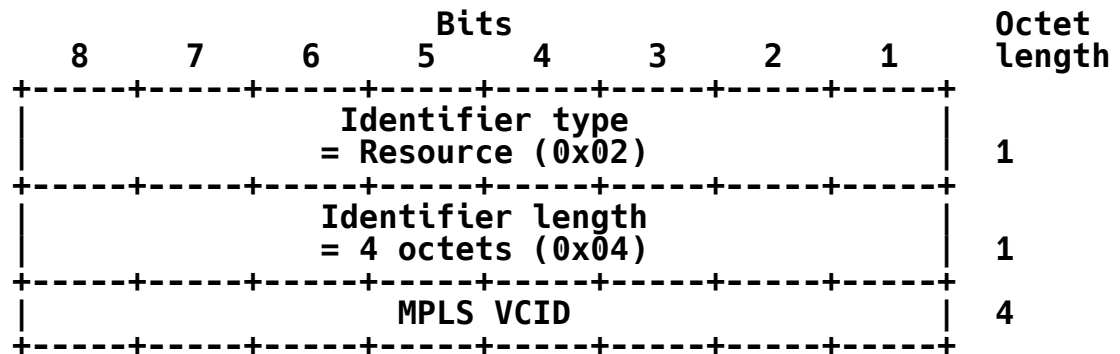 Bits                            Octet
   8     7     6     5     4     3     2     1     length
+-----+-----+-----+-----+-----+-----+-----+-----+
|                Identifier type                |
|               = Resource (0x02)               |  1
+-----+-----+-----+-----+-----+-----+-----+-----+
|               Identifier length               |
|               = 4 octets (0x04)               |  1
+-----+-----+-----+-----+-----+-----+-----+-----+
|                   MPLS VCID                   |  4
+-----+-----+-----+-----+-----+-----+-----+-----+